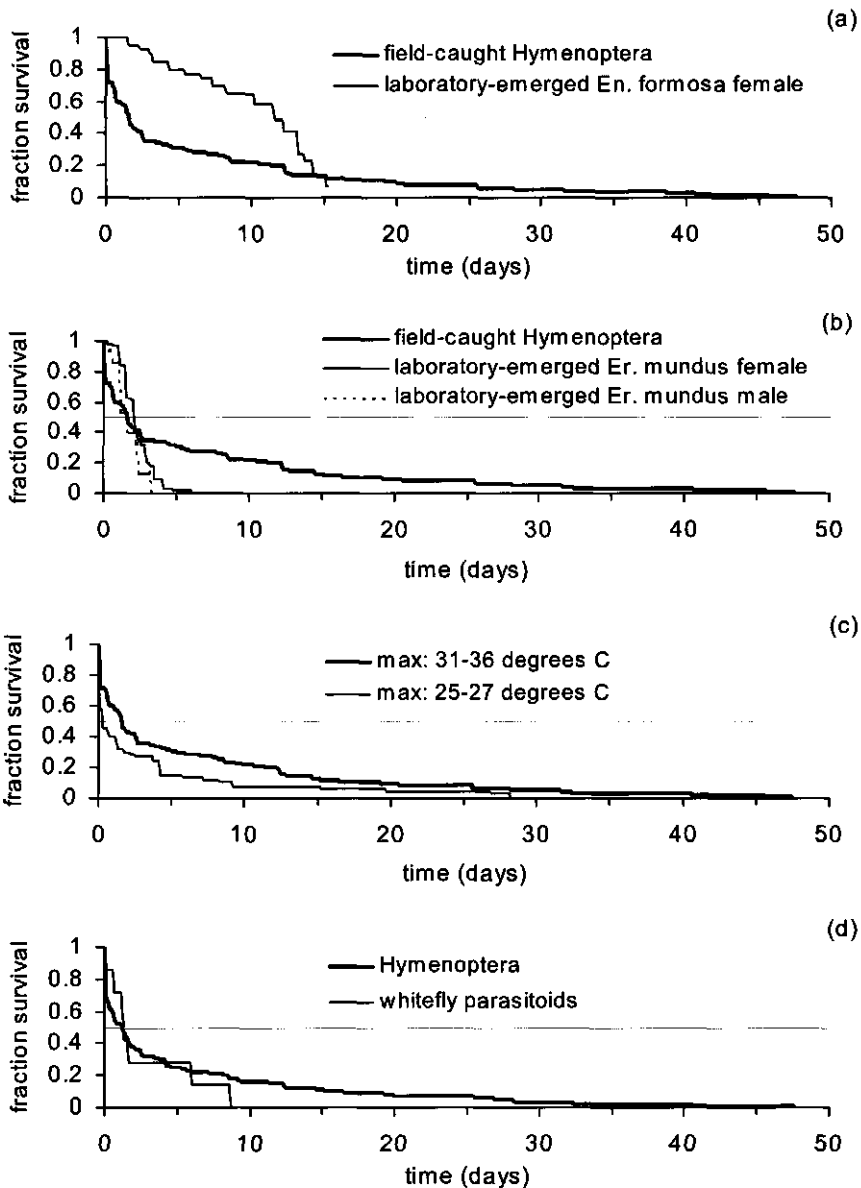 (a)
fraction survival
1
0.8
0.6
0.4
0.2
0
field-caught Hymenoptera
laboratory-emerged En. formosa female
0 10 20 30 40 50
time (days)
(b)
fraction survival
1
0.8
0.6
0.4
0.2
0
field-caught Hymenoptera
laboratory-emerged Er. mundus female
laboratory-emerged Er. mundus male
0 10 20 30 40 50
time (days)
(c)
fraction survival
1
0.8
0.6
0.4
0.2
0
max: 31-36 degrees C
max: 25-27 degrees C
0 10 20 30 40 50
time (days)
(d)
fraction survival
1
0.8
0.6
0.4
0.2
0
Hymenoptera
whitefly parasitoids
0 10 20 30 40 50
time (days)